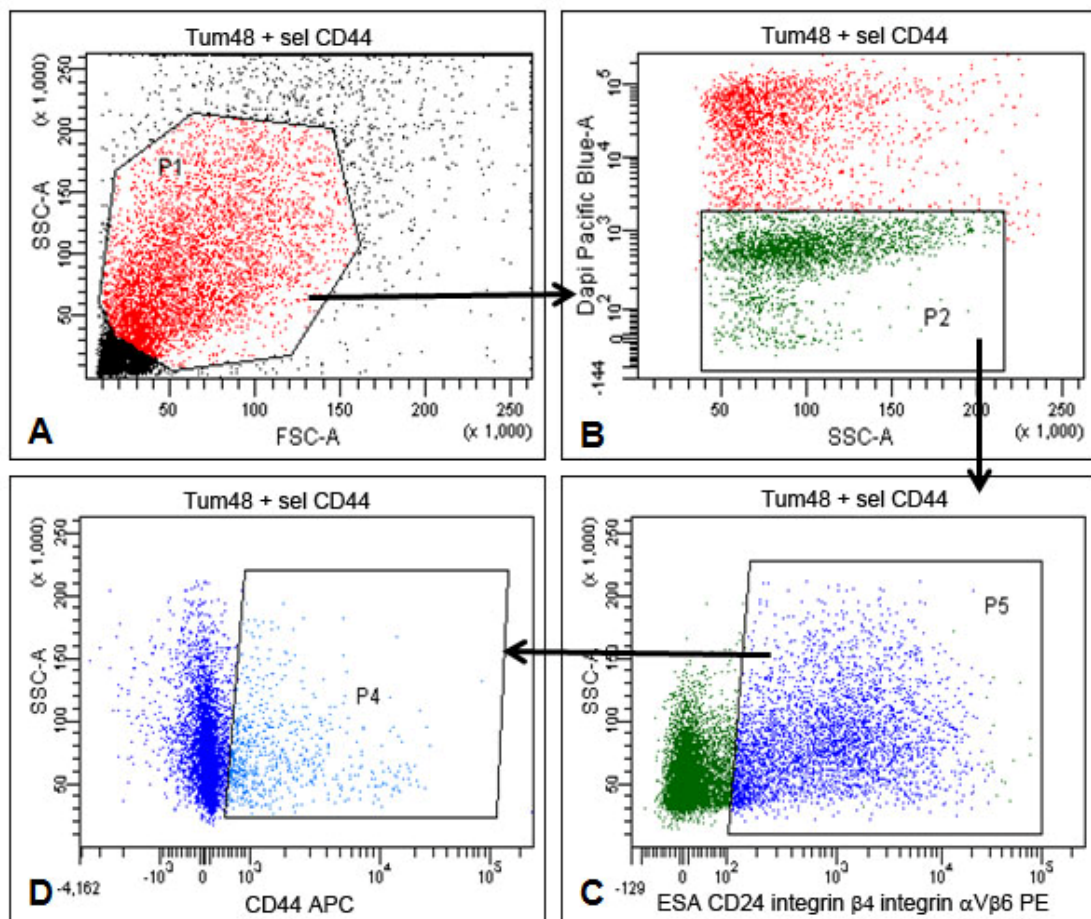 Tum48 + sel CD44
(x 1,000)
250
200
150
100
50
SSC-A
P1
50 100 150 200 250
FSC-A
(x 1,000)
A
Tum48 + sel CD44
Dapi Pacific Blue-A
10^5
10^4
10^3
10^2
0
-144
P2
50 100 150 200 250
SSC-A
(x 1,000)
B
Tum48 + sel CD44
(x 1,000)
250
200
150
100
50
SSC-A
P4
-4,162
-10^3 0 10^3 10^4 10^5
CD44 APC
D
Tum48 + sel CD44
(x 1,000)
250
200
150
100
50
SSC-A
P5
-129
0 10^2 10^3 10^4 10^5
ESA CD24 integrin β4 integrin αVβ6 PE
C